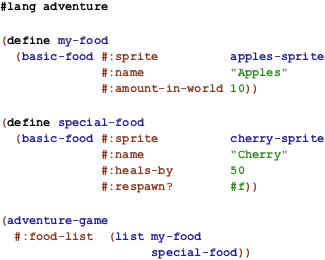 #lang adventure
(define my-food
(basic-food #:sprite apples-sprite
#:name "Apples"
#:amount-in-world 10))
(define special-food
(basic-food #:sprite cherry-sprite
#:name "Cherry"
#:heals-by 50
#:respawn? #f))
(adventure-game
#:food-list (list my-food
special-food))